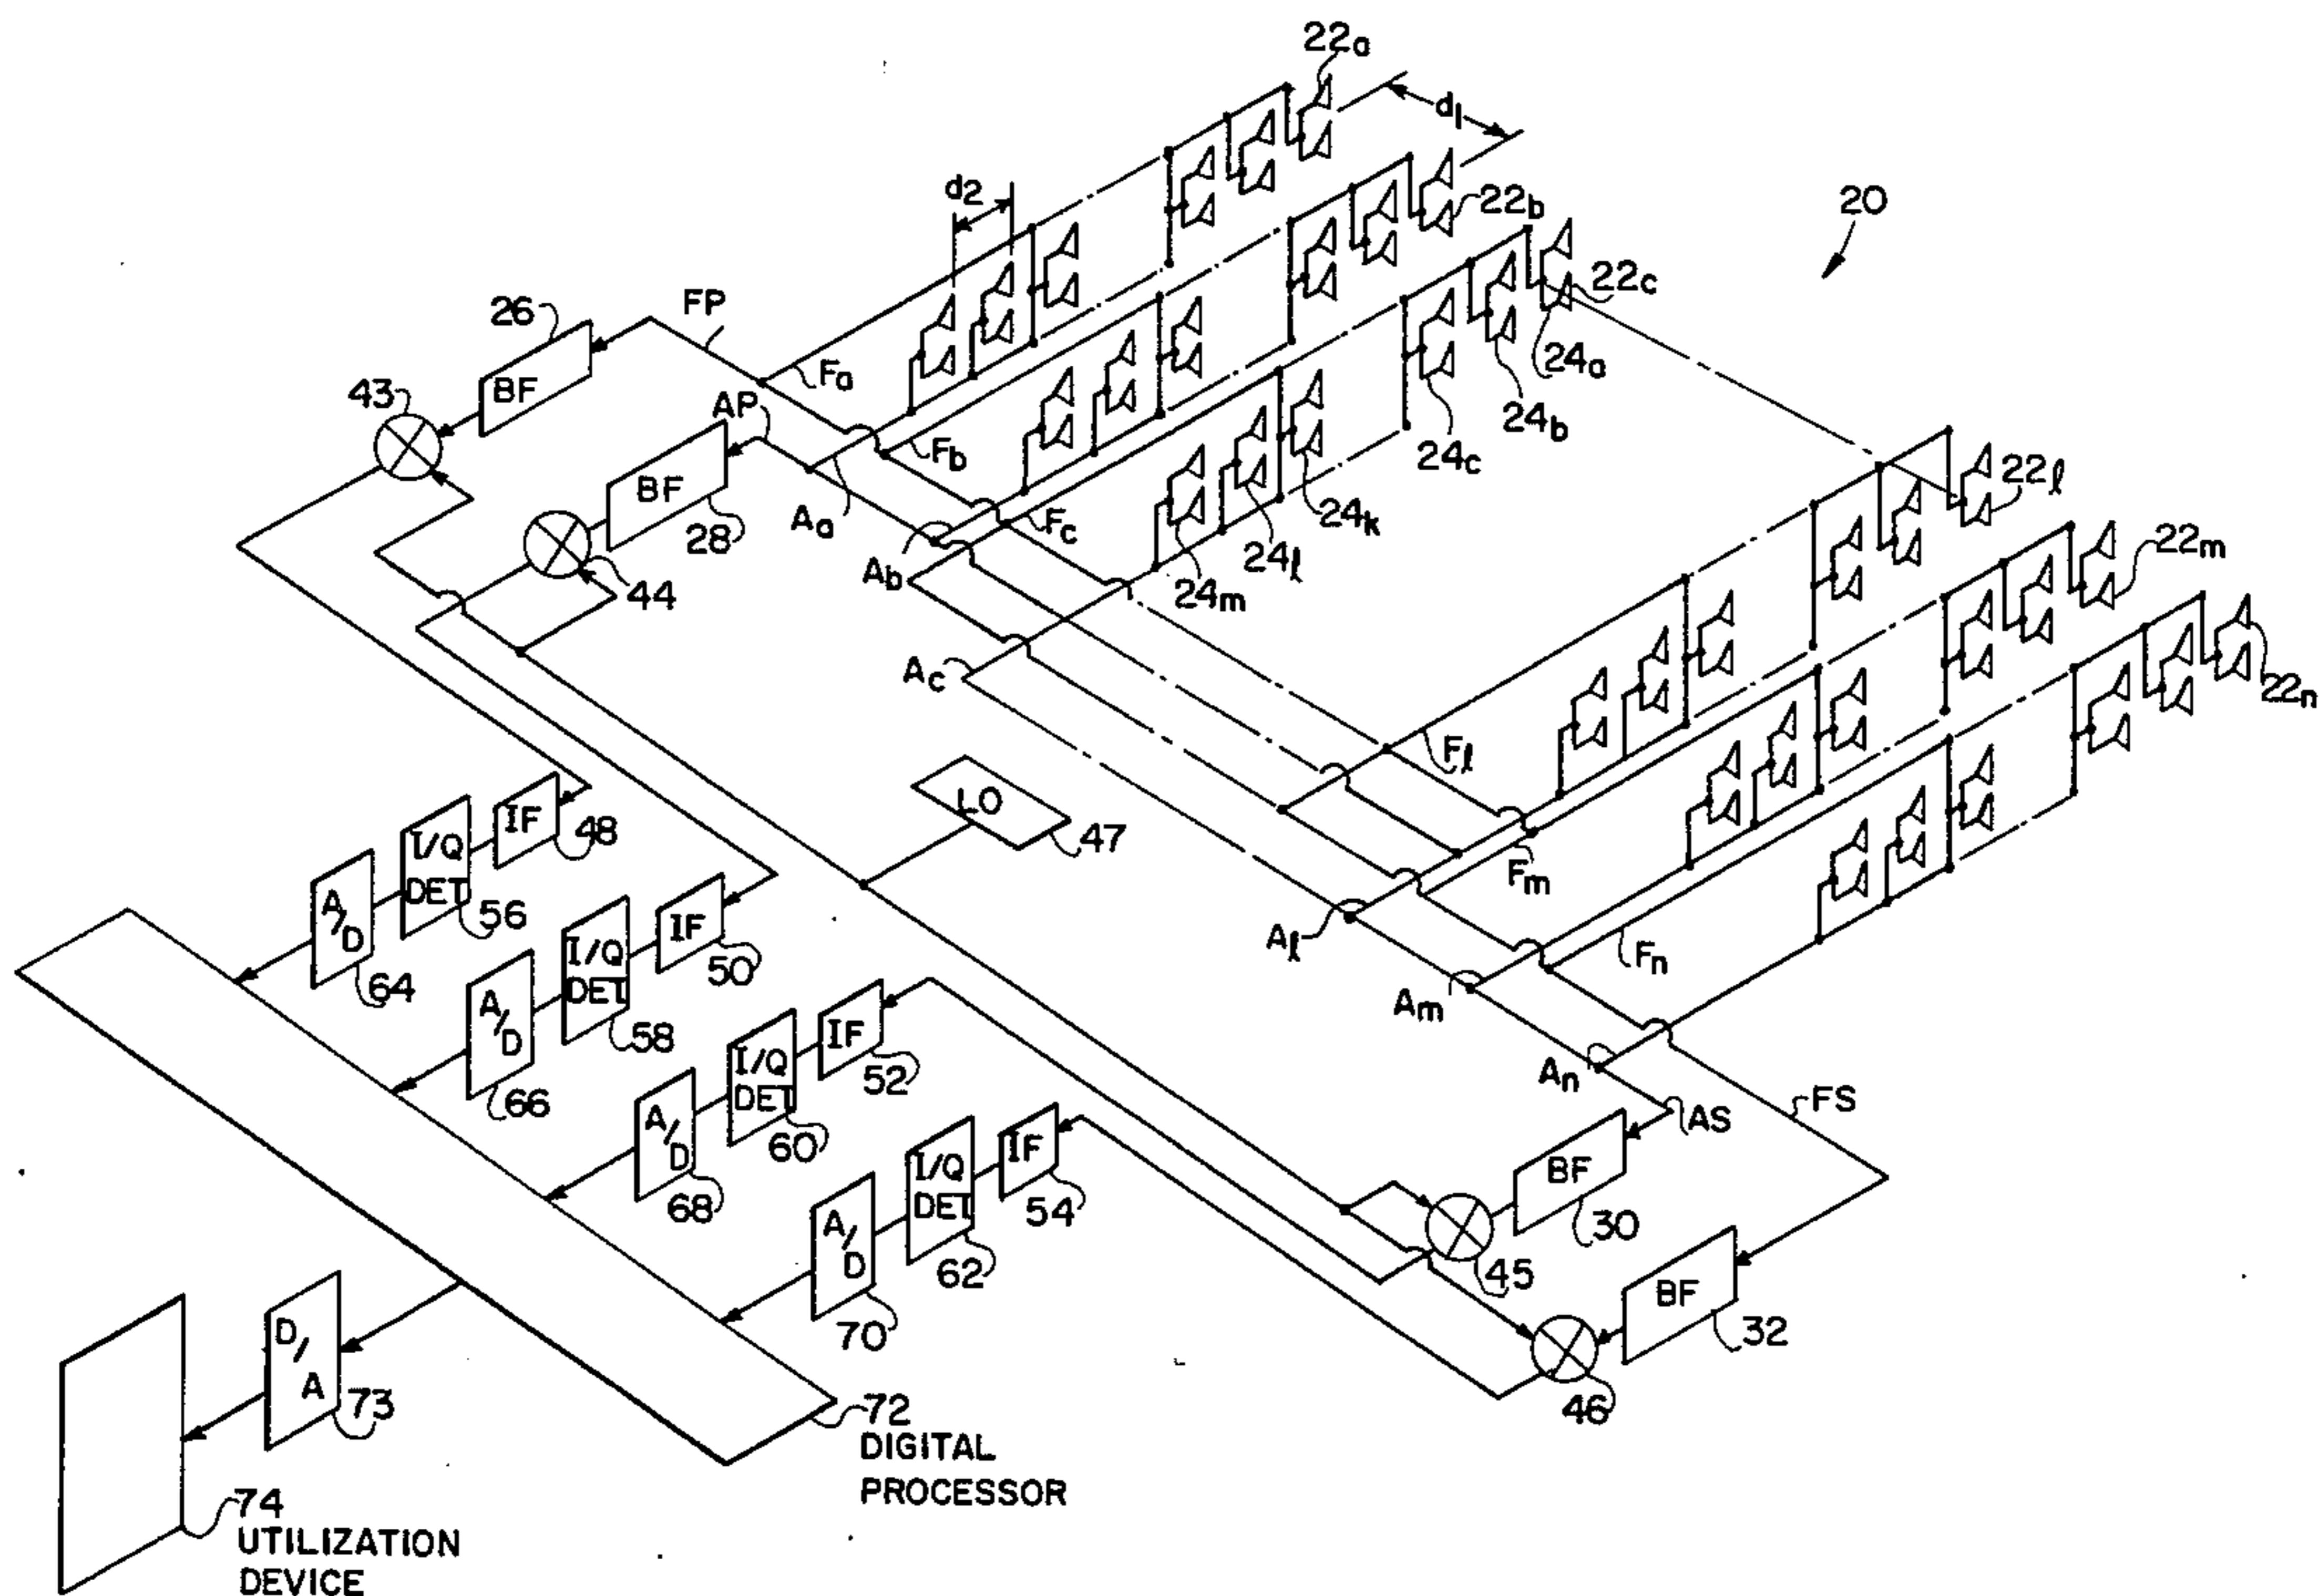 22a
d1
d2
22b
20
22c
FP
26
Fa
24a
BF
43
AP
24b
Fb
24c
BF
22l
Aa
Fc
24k
28
22m
Ab
24l
44
24m
22n
Ac
Fl
LO
IF
48
47
I/Q
DET
Fm
A/D
56
IF
Al
I/Q
DET
50
Fn
64
A/D
Am
58
IF
I/Q
DET
52
An
66
FS
A/D
AS
60
IF
BF
I/Q
DET
68
54
30
A/D
62
45
BF
70
32
D/A
46
73
72
DIGITAL
PROCESSOR
74
UTILIZATION
DEVICE